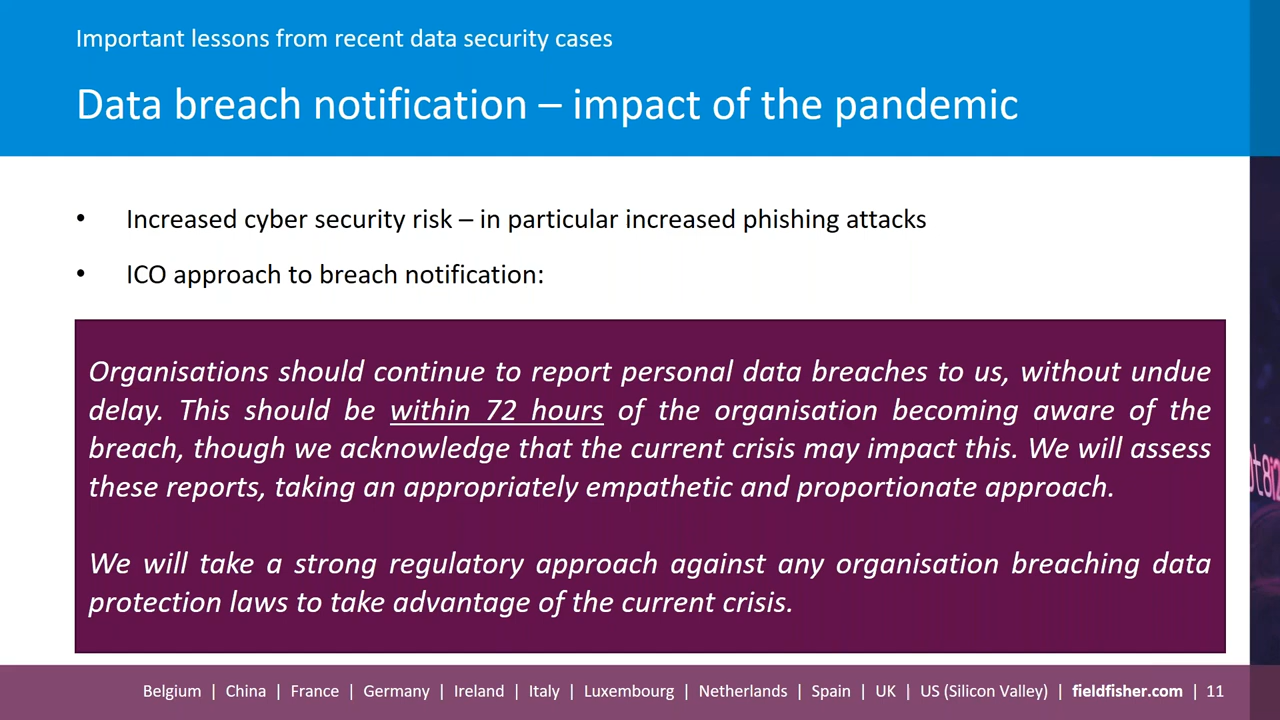 Important lessons from recent data security cases
Data breach notification – impact of the pandemic
• Increased cyber security risk – in particular increased phishing attacks
• ICO approach to breach notification:
Organisations should continue to report personal data breaches to us, without undue
delay. This should be within 72 hours of the organisation becoming aware of the
breach, though we acknowledge that the current crisis may impact this. We will assess
these reports, taking an appropriately empathetic and proportionate approach.
We will take a strong regulatory approach against any organisation breaching data
protection laws to take advantage of the current crisis.
Belgium | China | France | Germany | Ireland | Italy | Luxembourg | Netherlands | Spain | UK | US (Silicon Valley) | fieldfisher.com | 11